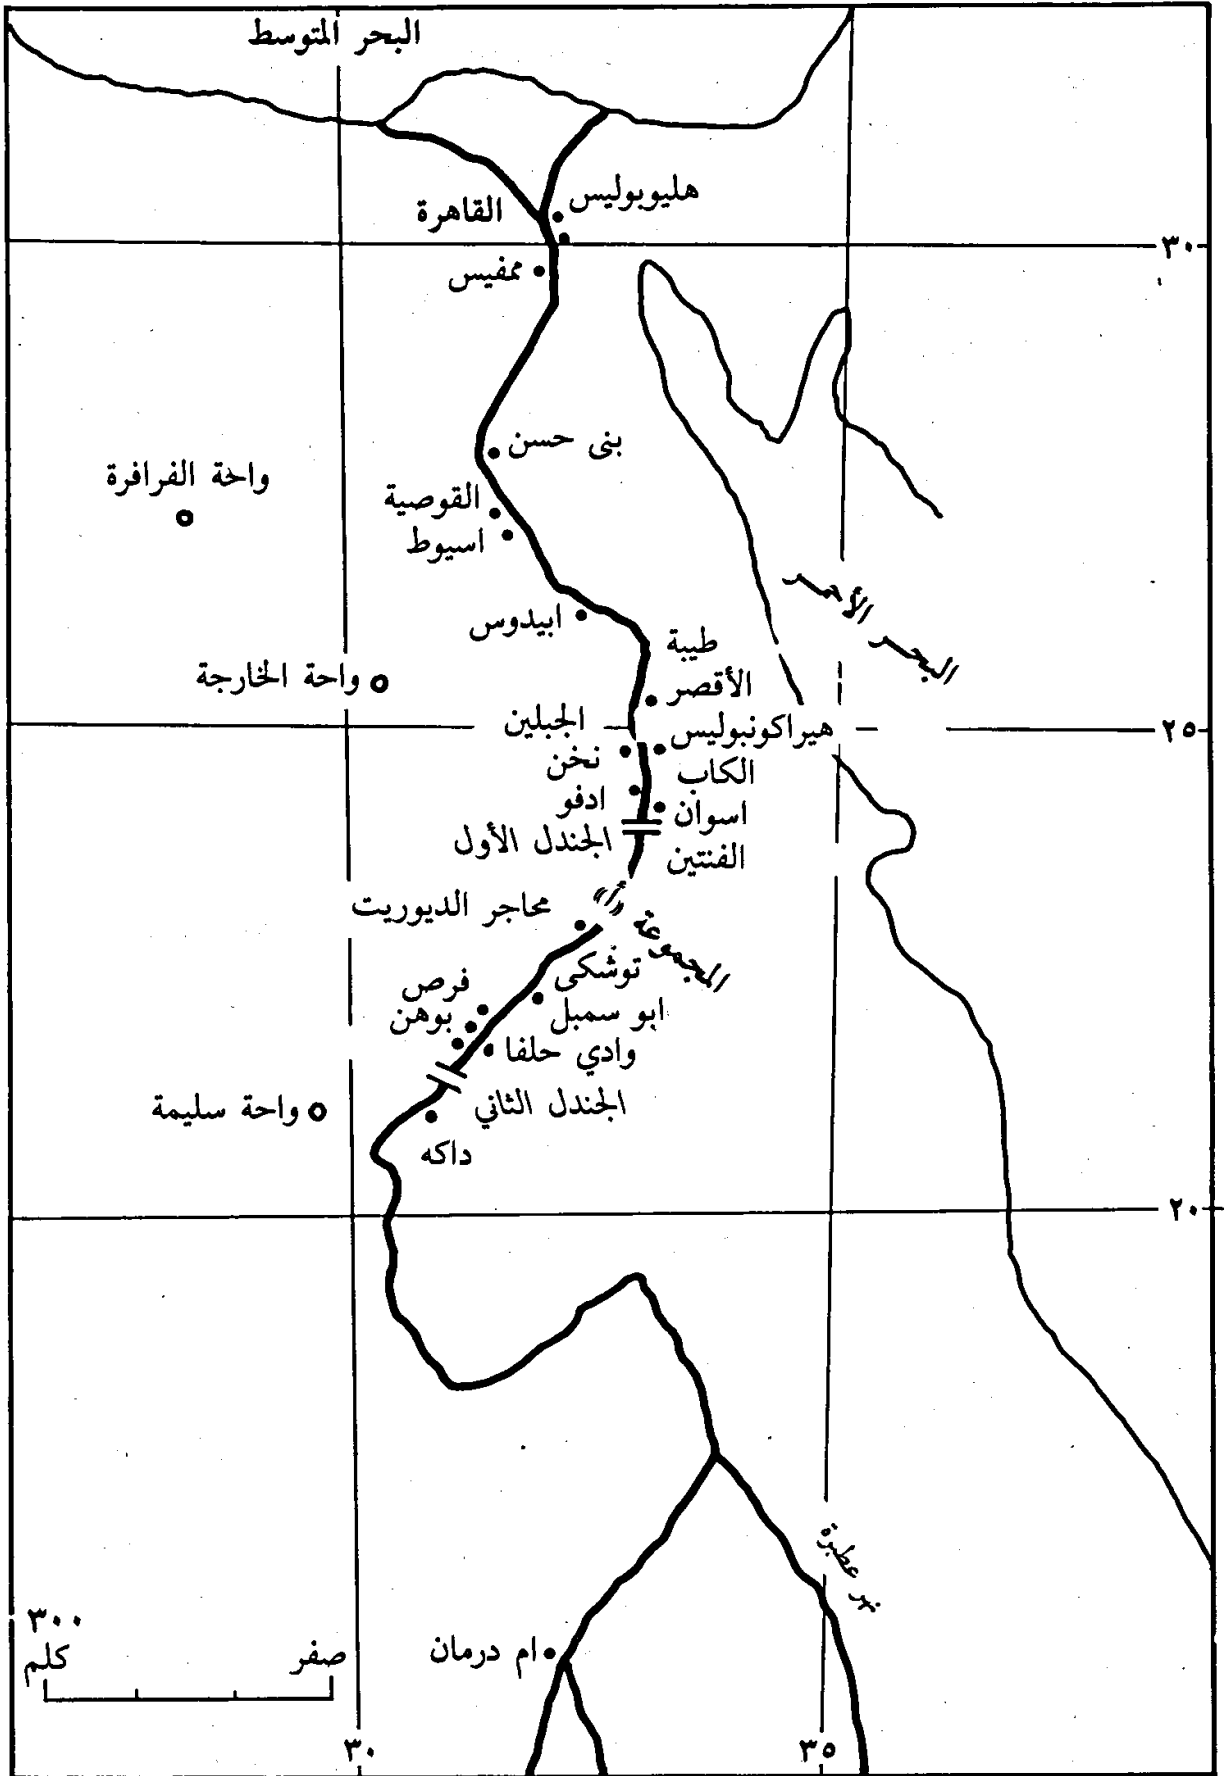 البحر المتوسط
هليوبوليس
القاهرة
٣٠
ممفيس
بنى حسن
واحة الفرافرة
القوصية
اسيوط
البحر الأحمر
ابيدوس
طيبة
واحة الخارجة
الأقصر
الجبلين
هيراكونبوليس
٢٥
نخن
الكاب
ادفو
اسوان
الجندل الأول
الفنتين
محاجر الديوريت
المجموعة «أ»
توشكى
فرص
ابو سمبل
بوهن
وادي حلفا
واحة سليمة
الجندل الثاني
داكه
٢٠
نهر عطبرة
٣٠٠
كلم
صفر
ام درمان
٣٠
٣٥